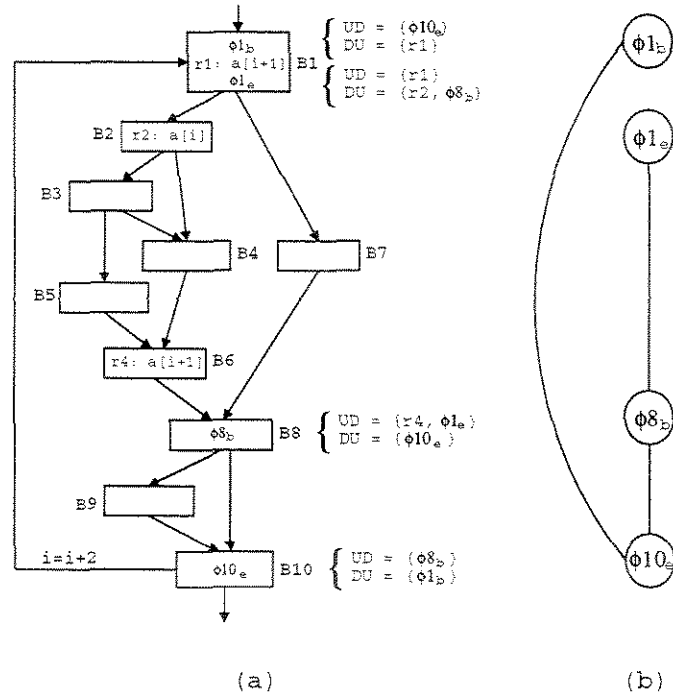 ϕ1b
r1: a[i+1]
ϕ1e
B1
{ UD = {ϕ10e}
DU = {r1}
{ UD = {r1}
DU = {r2, ϕ8b}
B2
r2: a[i]
B3
B4
B7
B5
r4: a[i+1]
B6
ϕ8b
B8
{ UD = {r4, ϕ1e}
DU = {ϕ10e}
B9
i=i+2
ϕ10e
B10
{ UD = {ϕ8b}
DU = {ϕ1b}
(a)
ϕ1b
ϕ1e
ϕ8b
ϕ10e
(b)